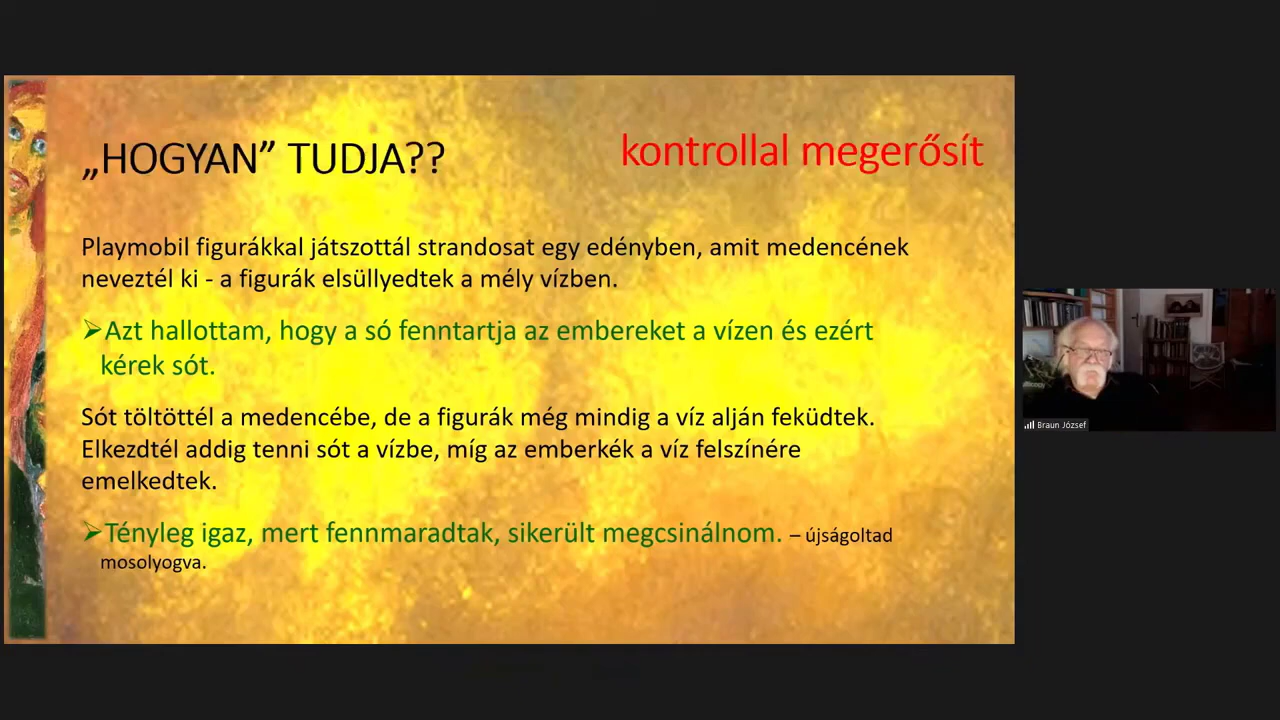 „HOGYAN” TUDJA??
kontrollal megerősít
Playmobil figurákkal játszottál strandosat egy edényben, amit medencének
neveztél ki - a figurák elsüllyedtek a mély vízben.
➢Azt hallottam, hogy a só fenntartja az embereket a vízen és ezért
kérek sót.
Sót töltöttél a medencébe, de a figurák még mindig a víz alján feküdtek.
Elkezdtél addig tenni sót a vízbe, míg az emberkék a víz felszínére
emelkedtek.
➢Tényleg igaz, mert fennmaradtak, sikerült megcsinálnom. – újságoltad
mosolyogva.
Braun József